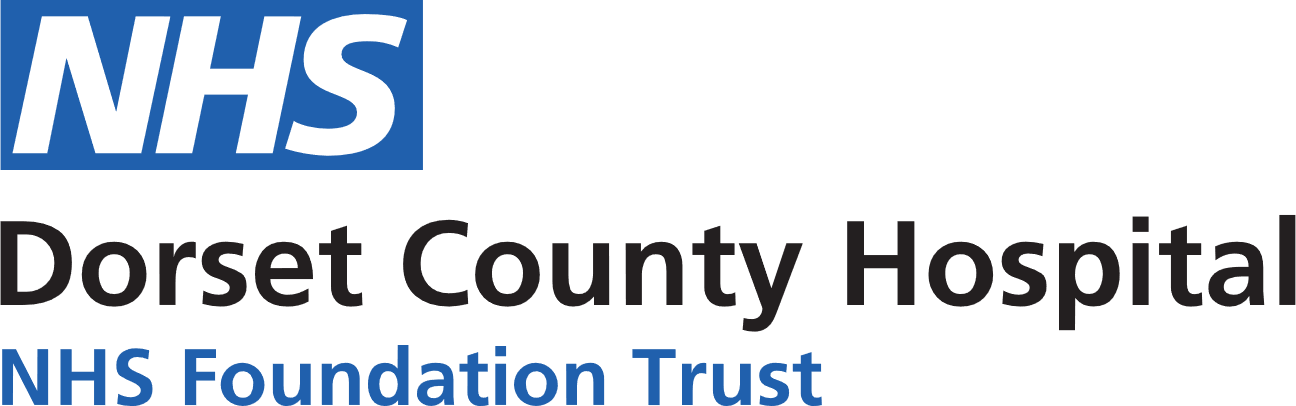 NHS
Dorset County Hospital
NHS Foundation Trust